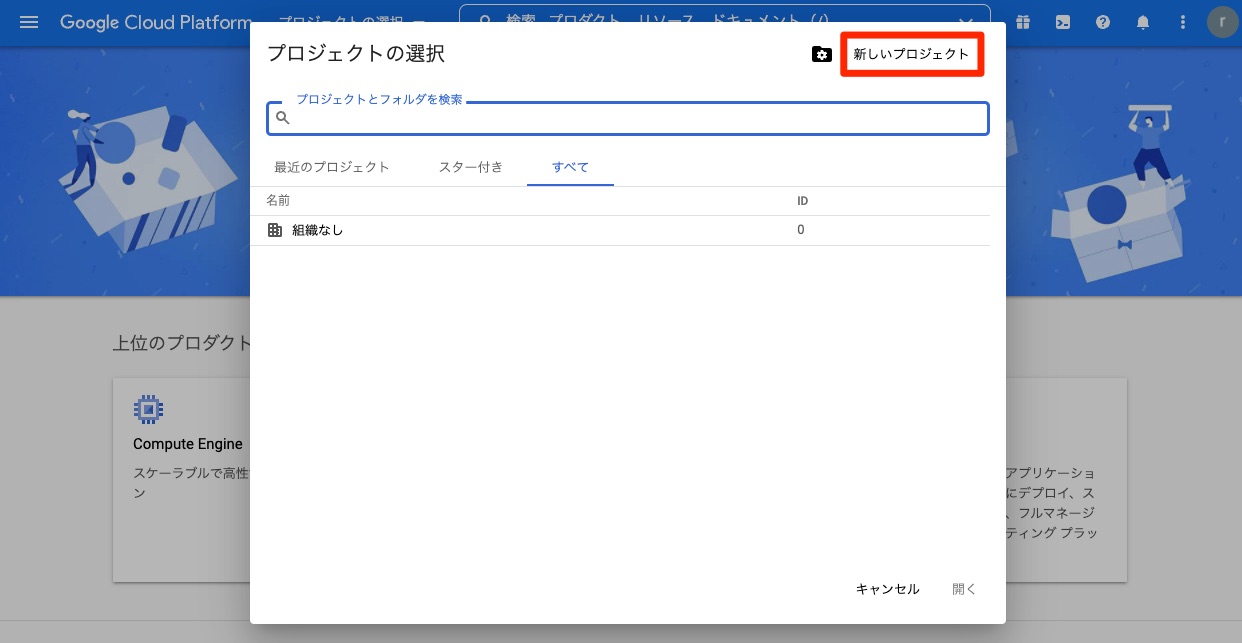 Google Cloud Platform プロジェクトの選択 検索 プロダクト、リソース、ドキュメント (/) r
プロジェクトの選択 新しいプロジェクト
プロジェクトとフォルダを検索
最近のプロジェクト スター付き すべて
名前 ID
組織なし 0
上位のプロダクト
Compute Engine
スケーラブルで高性
ン
アプリケーショ
にデプロイ、ス
、フルマネージ
ティング プラッ
キャンセル 開く